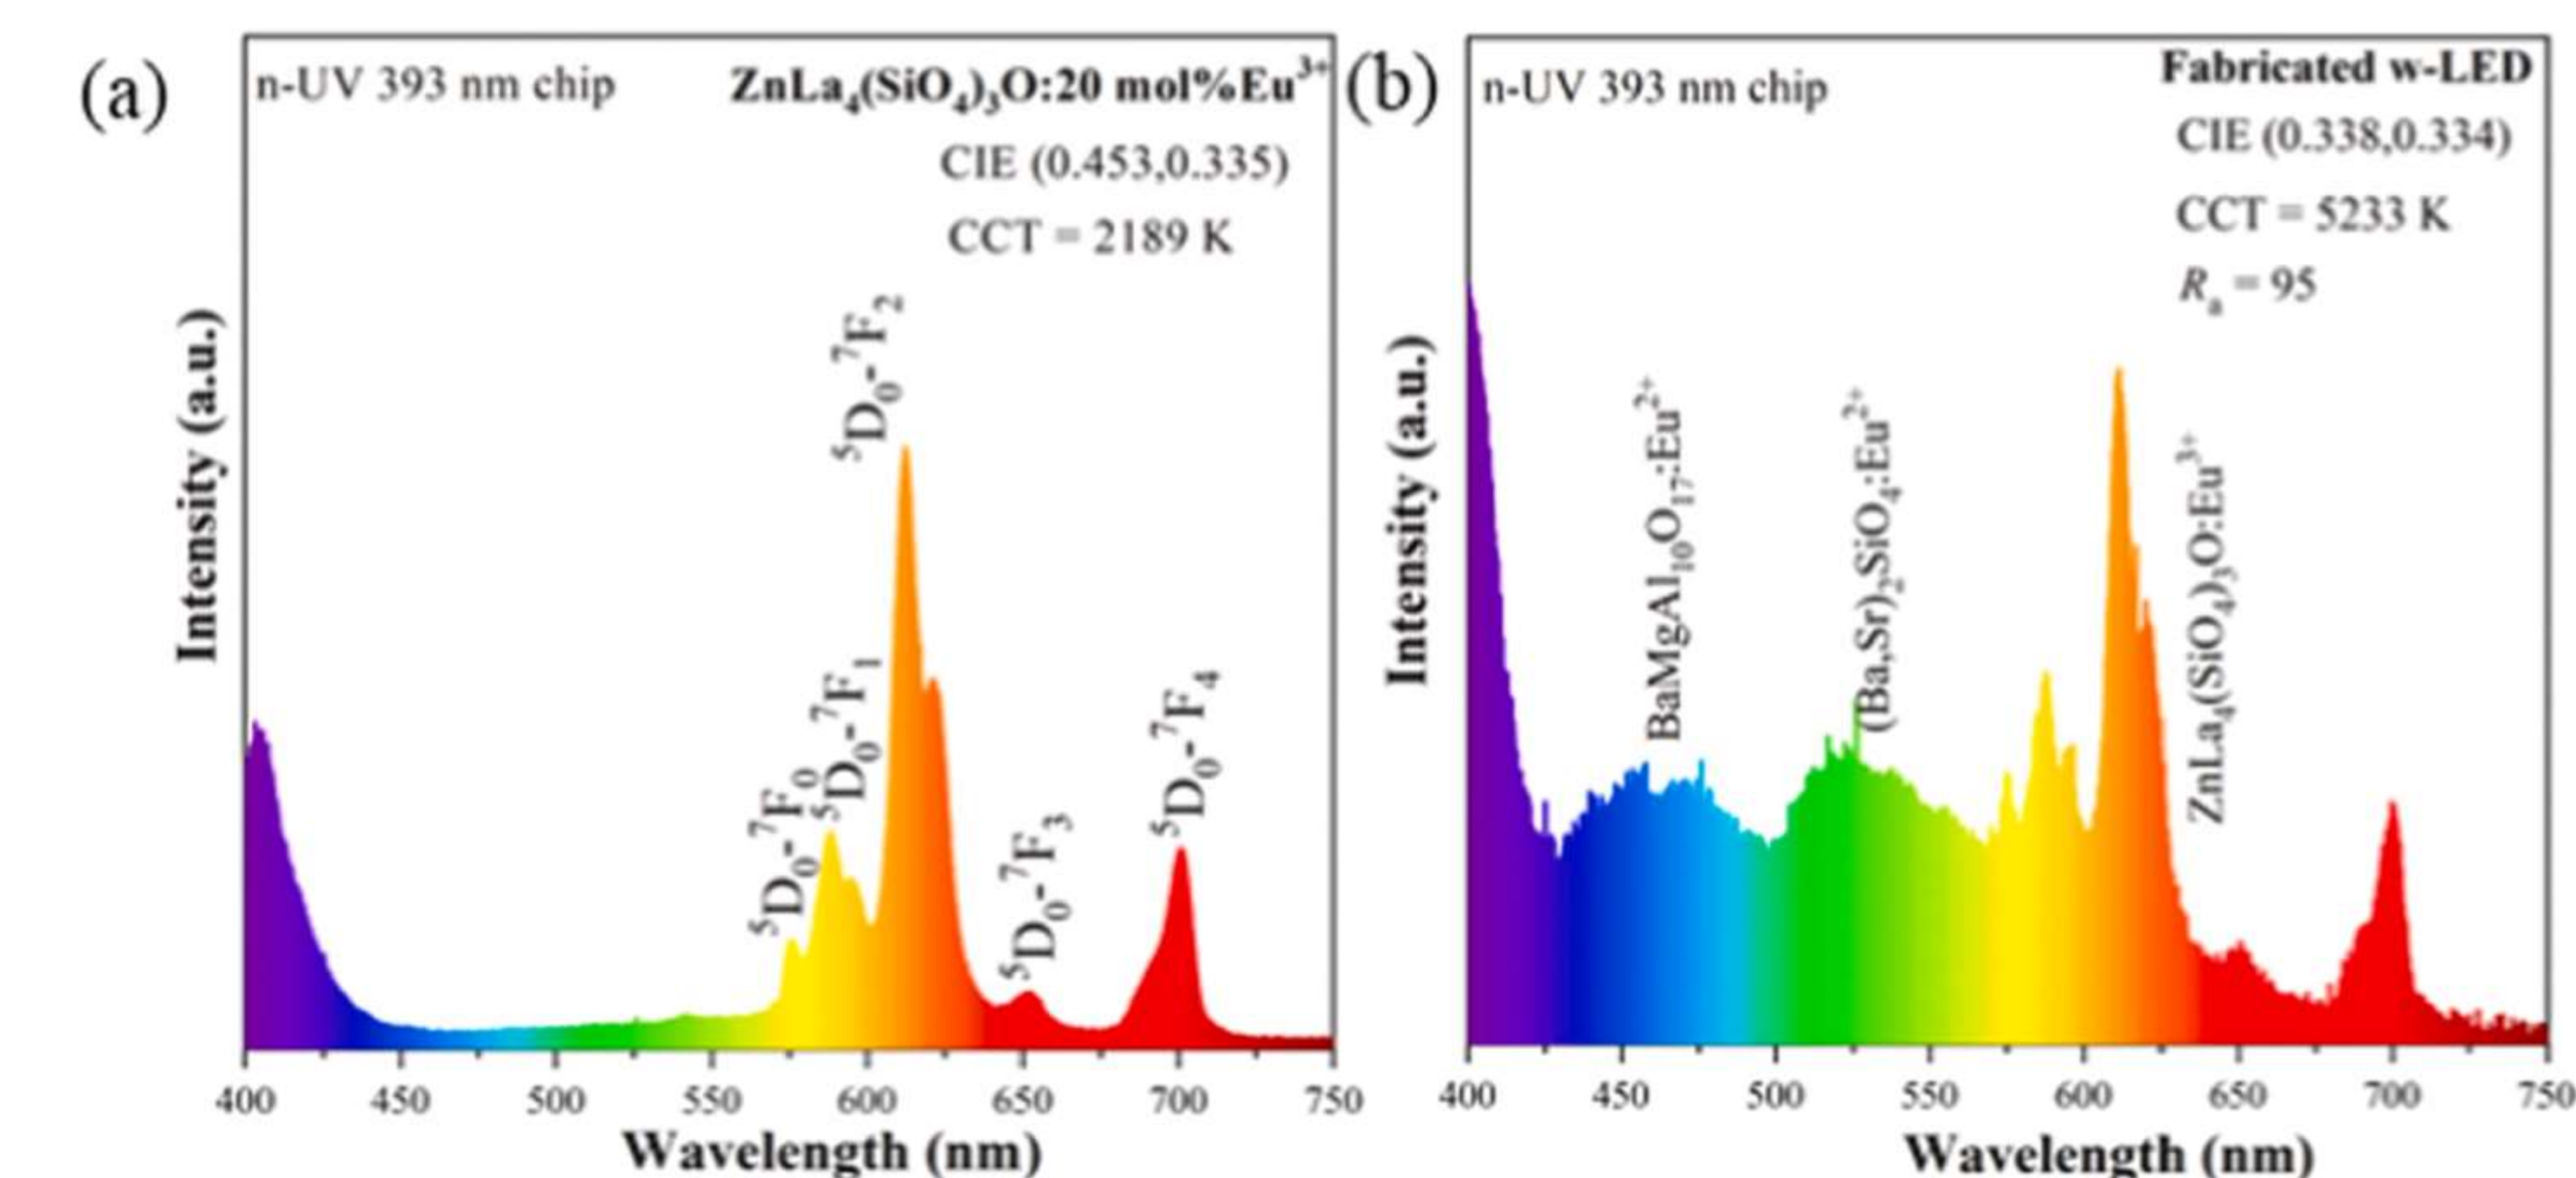 (a)
n-UV 393 nm chip
ZnLa₄(SiO₄)₃O:20 mol%Eu³⁺
CIE (0.453,0.335)
CCT = 2189 K
⁵D₀-⁷F₀
⁵D₀-⁷F₁
⁵D₀-⁷F₂
⁵D₀-⁷F₃
⁵D₀-⁷F₄
Intensity (a.u.)
400 450 500 550 600 650 700 750
Wavelength (nm)
(b)
n-UV 393 nm chip
Fabricated w-LED
CIE (0.338,0.334)
CCT = 5233 K
Rₐ = 95
BaMgAl₁₀O₁₇:Eu²⁺
(Ba,Sr)₂SiO₄:Eu²⁺
ZnLa₄(SiO₄)₃O:Eu³⁺
Intensity (a.u.)
400 450 500 550 600 650 700 750
Wavelength (nm)